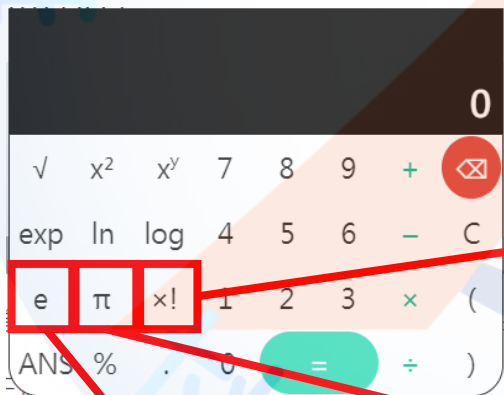 0
√ x² xʸ 7 8 9 + ⌫
exp ln log 4 5 6 − C
e π ×! 1 2 3 × (
ANS % . 0 = ÷ )